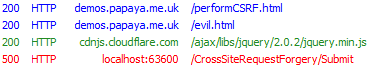 200 HTTP demos.papaya.me.uk /performCSRF.html
200 HTTP demos.papaya.me.uk /evil.html
200 HTTP cdnjs.cloudflare.com /ajax/libs/jquery/2.0.2/jquery.min.js
500 HTTP localhost:63600 /CrossSiteRequestForgery/Submit